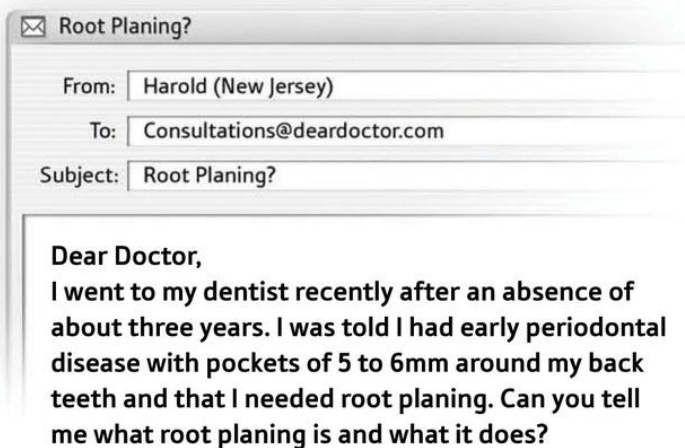 Root Planing?
From: Harold (New Jersey)
To: Consultations@deardoctor.com
Subject: Root Planing?
Dear Doctor,
I went to my dentist recently after an absence of
about three years. I was told I had early periodontal
disease with pockets of 5 to 6mm around my back
teeth and that I needed root planing. Can you tell
me what root planing is and what it does?